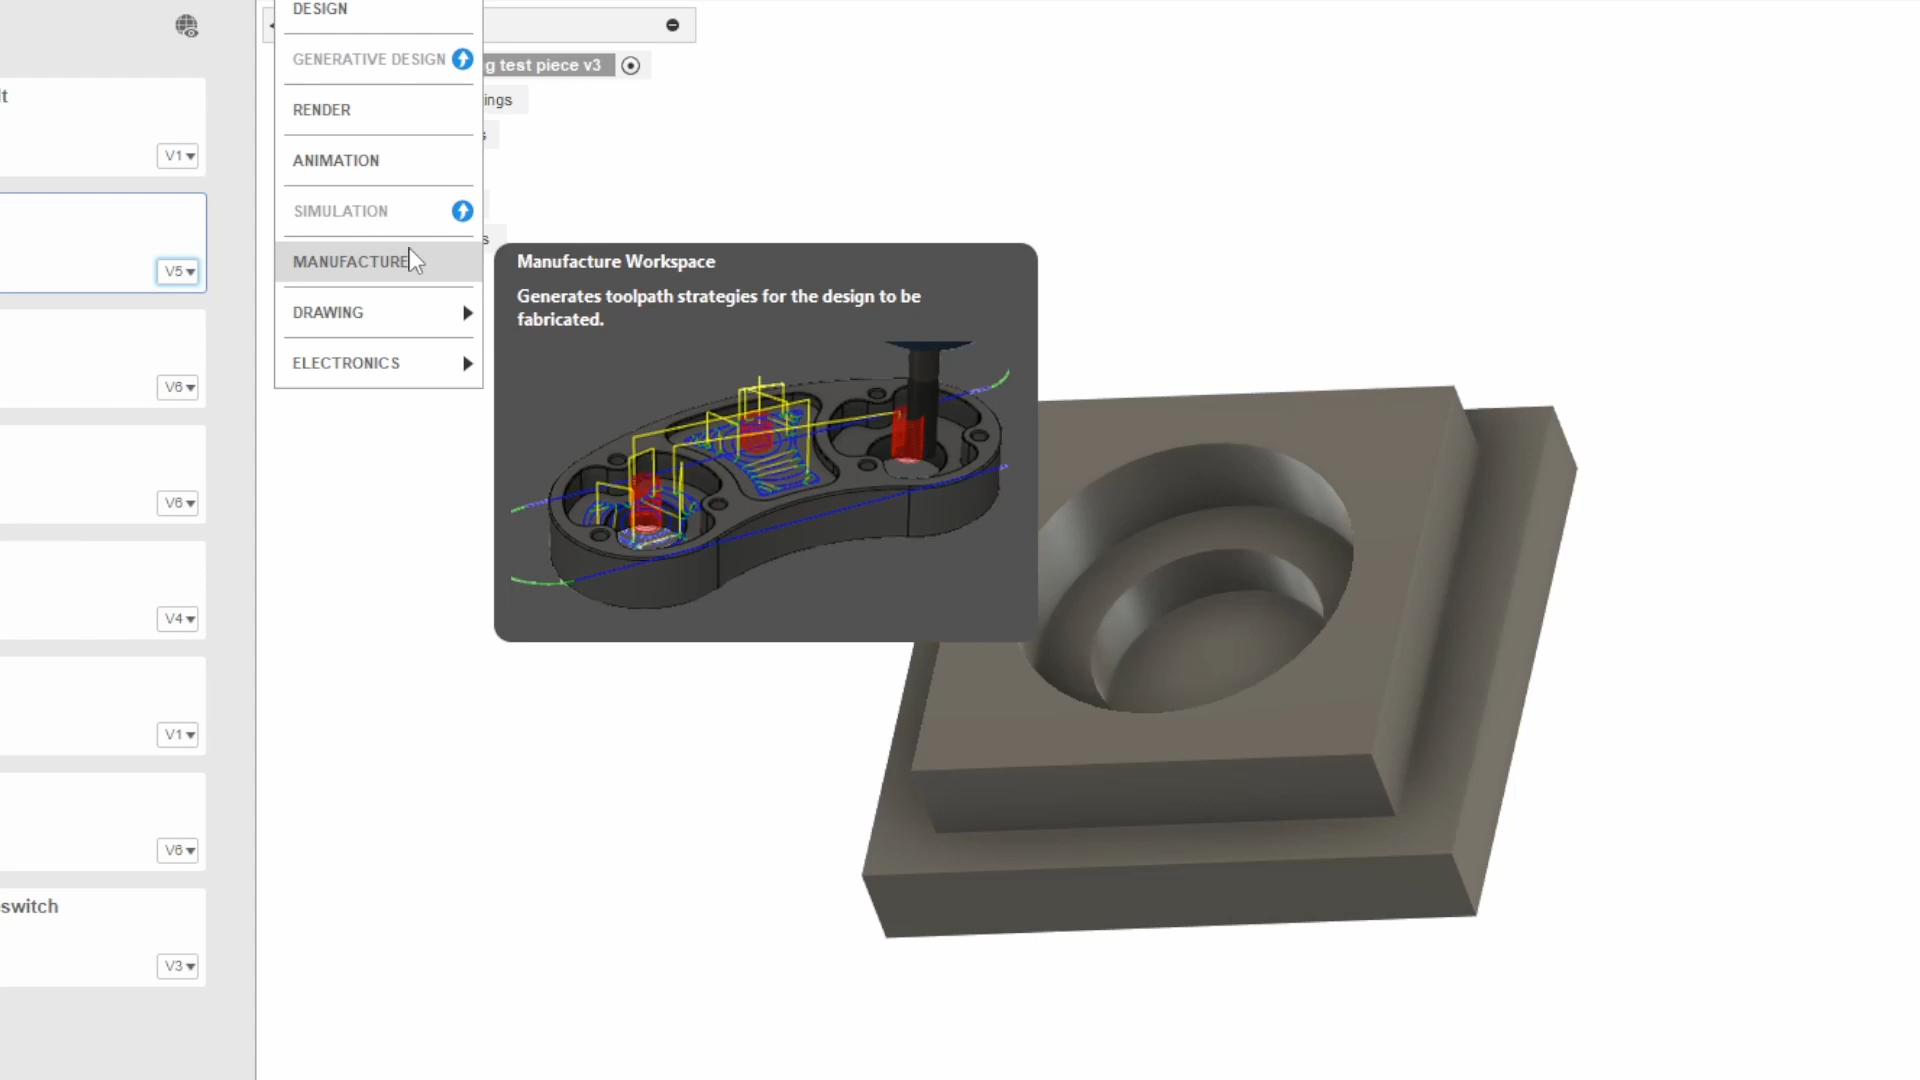 DESIGN
GENERATIVE DESIGN
RENDER
ANIMATION
SIMULATION
MANUFACTURE
DRAWING
ELECTRONICS
g test piece v3
ings
s
s
Manufacture Workspace
Generates toolpath strategies for the design to be
fabricated.
lt
V1
V5
V6
V6
V4
V1
V6
switch
V3